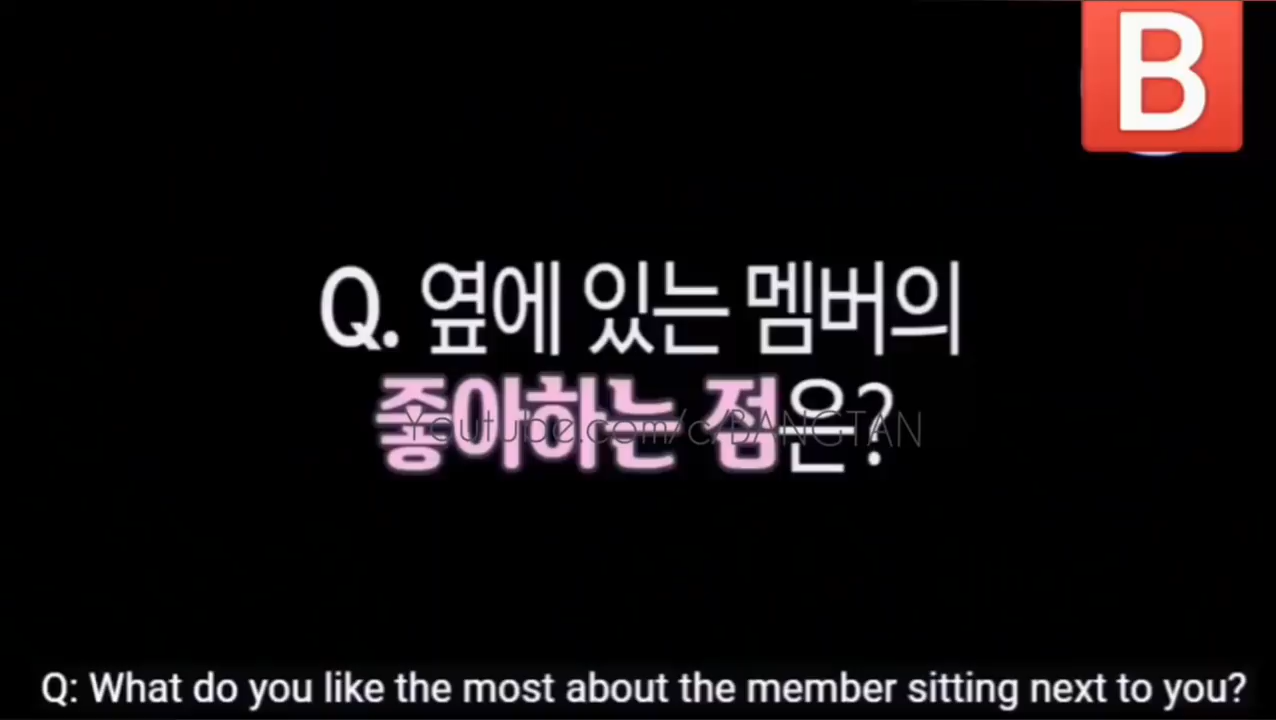 B
Q. 옆에 있는 멤버의
좋아하는 점은?
Youtube.com/c/BANGTAN
Q: What do you like the most about the member sitting next to you?